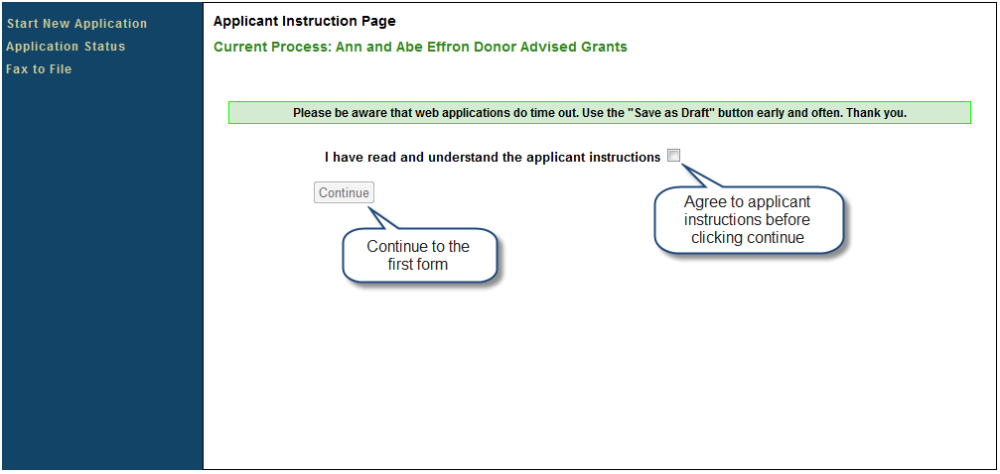 Start New Application
Application Status
Fax to File
Applicant Instruction Page
Current Process: Ann and Abe Effron Donor Advised Grants
Please be aware that web applications do time out. Use the "Save as Draft" button early and often. Thank you.
I have read and understand the applicant instructions
Continue
Agree to applicant
instructions before
clicking continue
Continue to the
first form